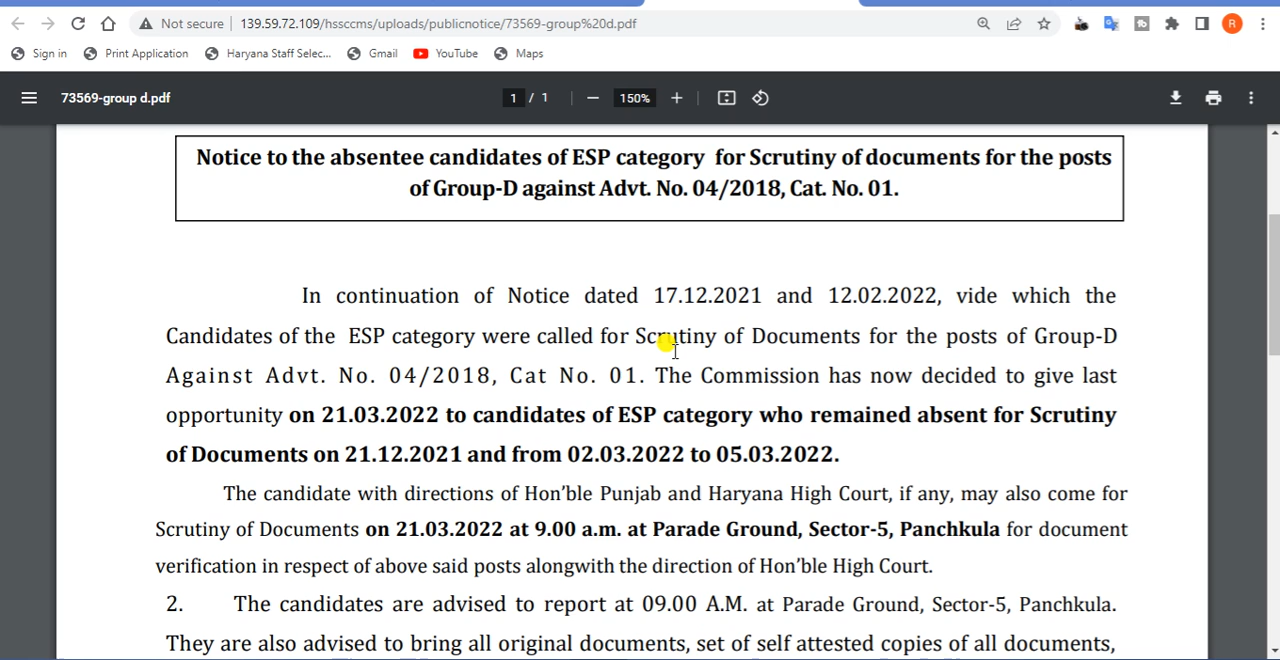 Not secure | 139.59.72.109/hssccms/uploads/publicnotice/73569-group%20d.pdf
R
Sign in Print Application Haryana Staff Selec... Gmail YouTube Maps
73569-group d.pdf 1 / 1 150%
Notice to the absentee candidates of ESP category for Scrutiny of documents for the posts
of Group-D against Advt. No. 04/2018, Cat. No. 01.
In continuation of Notice dated 17.12.2021 and 12.02.2022, vide which the
Candidates of the ESP category were called for Scrutiny of Documents for the posts of Group-D
Against Advt. No. 04/2018, Cat No. 01. The Commission has now decided to give last
opportunity on 21.03.2022 to candidates of ESP category who remained absent for Scrutiny
of Documents on 21.12.2021 and from 02.03.2022 to 05.03.2022.
The candidate with directions of Hon'ble Punjab and Haryana High Court, if any, may also come for
Scrutiny of Documents on 21.03.2022 at 9.00 a.m. at Parade Ground, Sector-5, Panchkula for document
verification in respect of above said posts alongwith the direction of Hon'ble High Court.
2. The candidates are advised to report at 09.00 A.M. at Parade Ground, Sector-5, Panchkula.
They are also advised to bring all original documents, set of self attested copies of all documents,